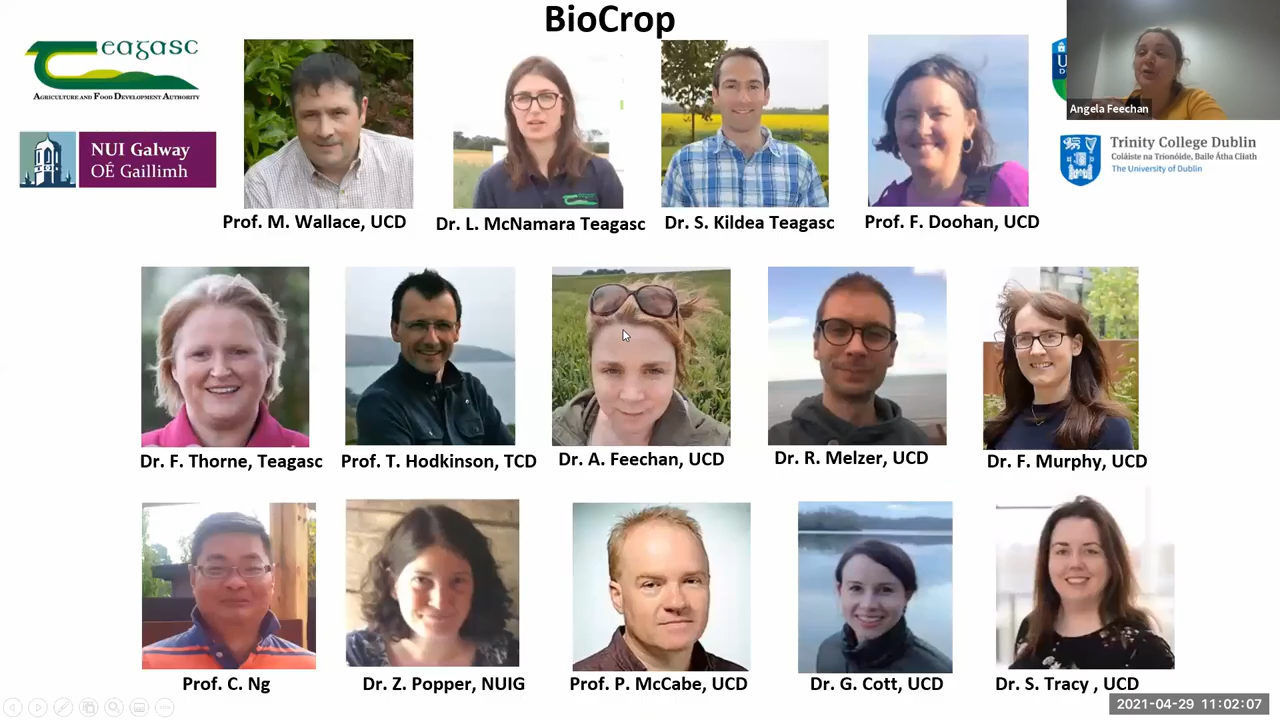 BioCrop
eagasc
AGRICULTURE AND FOOD DEVELOPMENT AUTHORITY
NUI Galway
OÉ Gaillimh
Angela Feechan
Trinity College Dublin
Coláiste na Tríonóide, Baile Átha Cliath
The University of Dublin
Prof. M. Wallace, UCD
Dr. L. McNamara Teagasc
Dr. S. Kildea Teagasc
Prof. F. Doohan, UCD
Dr. F. Thorne, Teagasc
Prof. T. Hodkinson, TCD
Dr. A. Feechan, UCD
Dr. R. Melzer, UCD
Dr. F. Murphy, UCD
Prof. C. Ng
Dr. Z. Popper, NUIG
Prof. P. McCabe, UCD
Dr. G. Cott, UCD
Dr. S. Tracy , UCD
2021-04-29 11:02:07